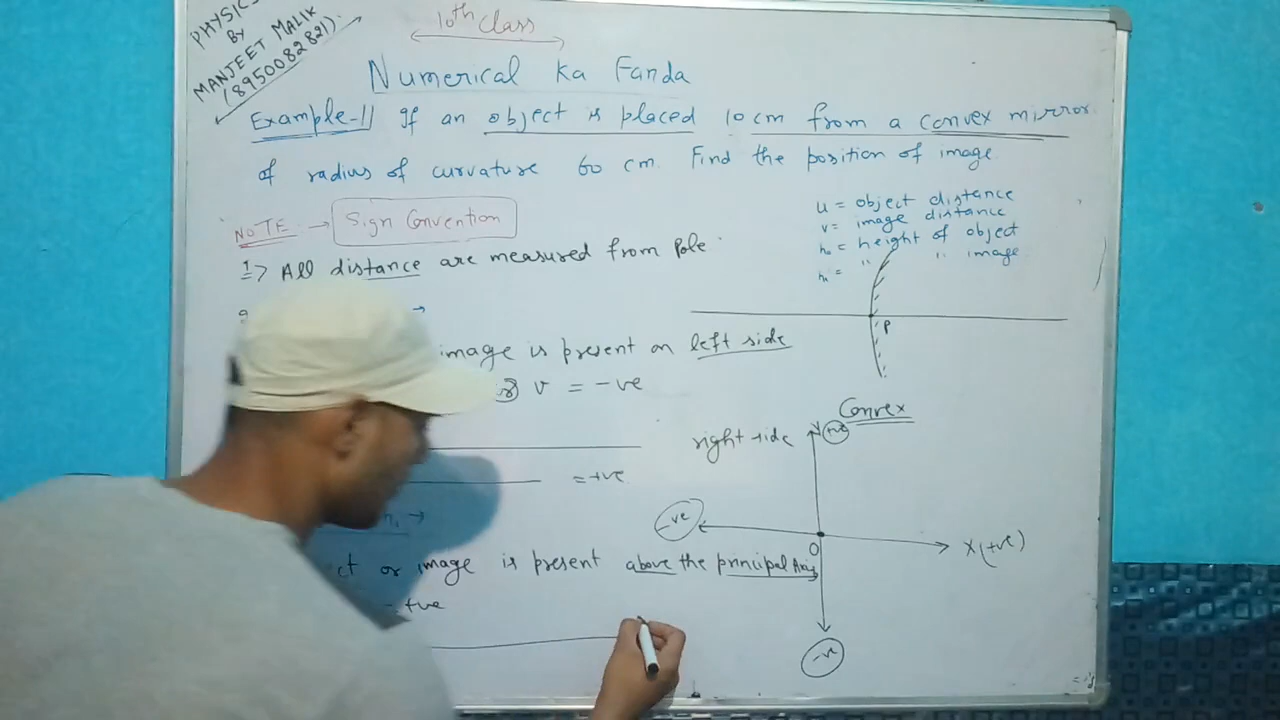 PHYSICS
By
MANJEET MALIK
(8950082821)
10th class
Numerical Ka Fanda
Example-1 If an object is placed 10 cm from a convex mirror
of radius of curvature 60 cm. Find the position of image
NOTE → Sign Convention
1> All distance are measured from Pole
image is present on left side
v = -ve
= +ve
or image is present above the principal Axis
+ve
u = object distance
v = image distance
ho = height of object
hi = " " image
P
Convex
right side
Y
+ve
-ve
O
X(+ve)
-ve